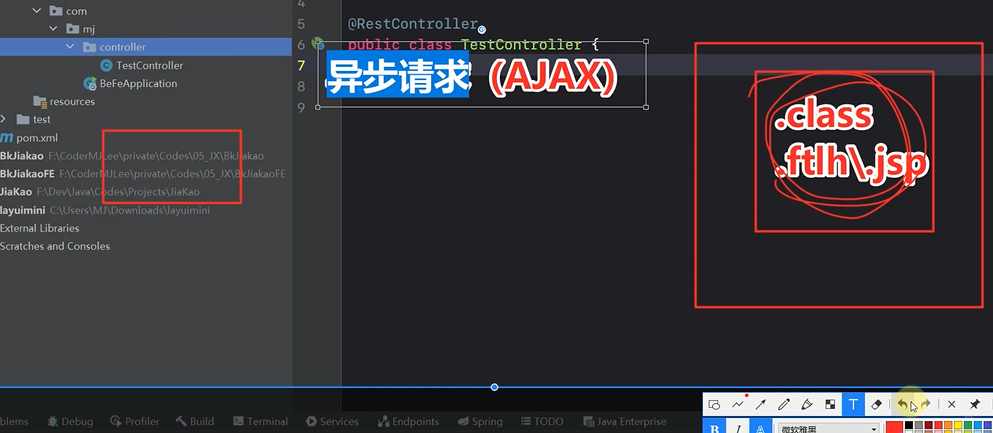 com
mj
controller
TestController
BeFeApplication
resources
test
pom.xml
BkJiakao F:\CoderMJLee\private\Codes\05_JX\BkJiakao
BkJiakaoFE F:\CoderMJLee\private\Codes\05_JX\BkJiakaoFE
JiaKao F:\Dev\Java\Codes\Projects\JiaKao
layuimini C:\Users\MJ\Downloads\layuimini
External Libraries
Scratches and Consoles
4
5 @RestController
6 public class TestController {
7
8
9
异步请求 (AJAX)
.class
.ftlh\.jsp
blems Debug Profiler Build Terminal Services Endpoints Spring TODO Java Enterprise
T
B I A 微软雅黑